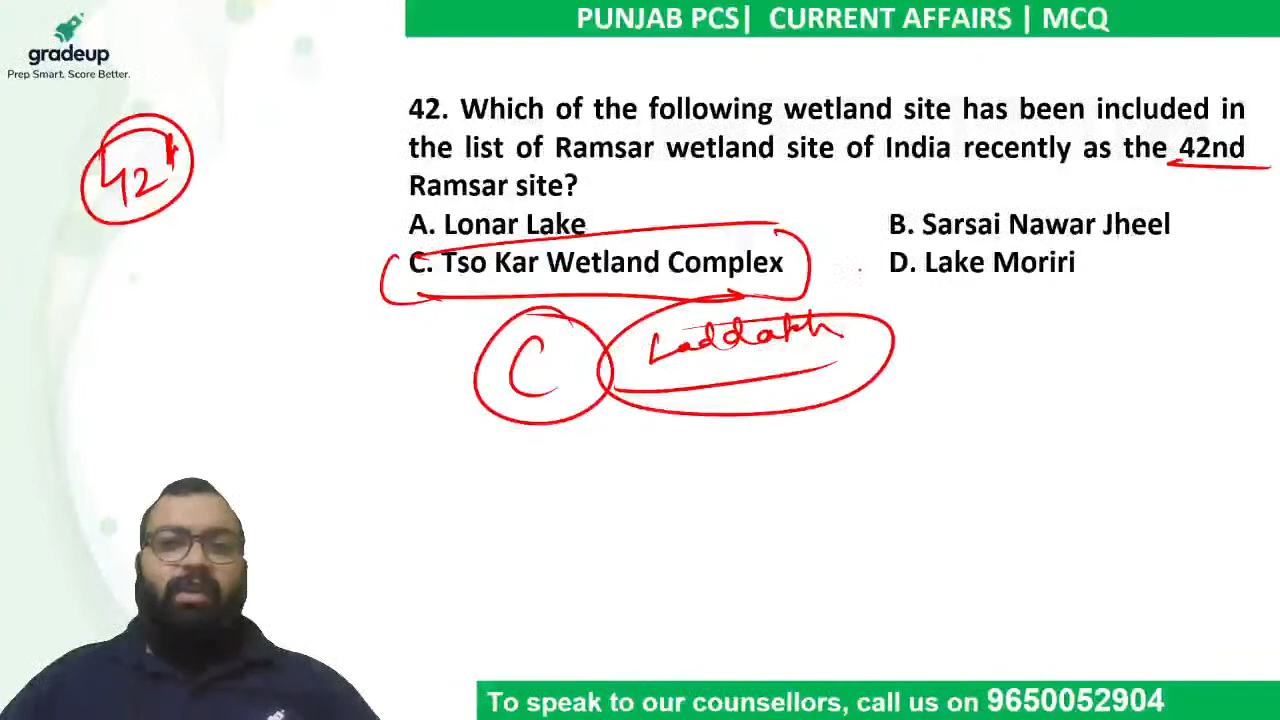 gradeup
Prep Smart. Score Better.
PUNJAB PCS| CURRENT AFFAIRS | MCQ
42
42. Which of the following wetland site has been included in
the list of Ramsar wetland site of India recently as the 42nd
Ramsar site?
A. Lonar Lake
B. Sarsai Nawar Jheel
C. Tso Kar Wetland Complex
D. Lake Moriri
C
Laddakh
To speak to our counsellors, call us on 9650052904